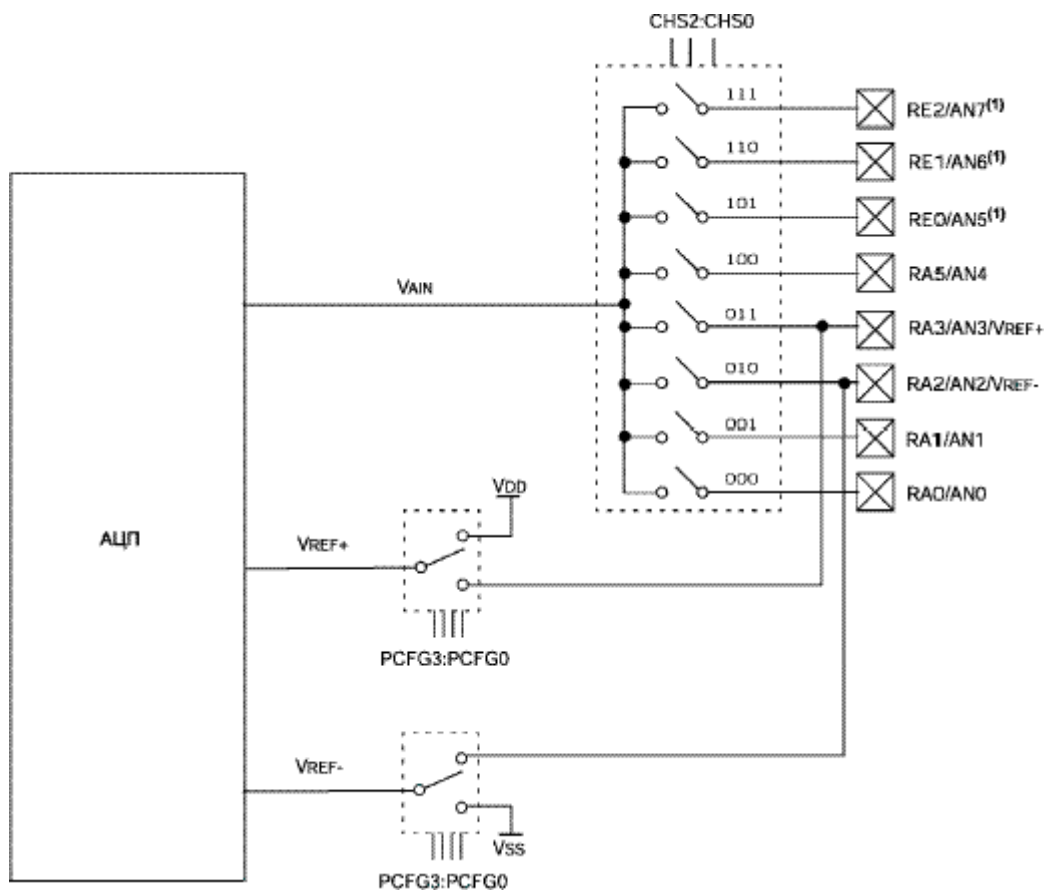 CHS2:CHS0
111
RE2/AN7(1)
110
RE1/AN6(1)
101
RE0/AN5(1)
100
RA5/AN4
VAIN
011
RA3/AN3/VREF+
010
RA2/AN2/VREF-
001
RA1/AN1
000
RA0/AN0
VDD
АЦП
VREF+
PCFG3:PCFG0
VREF-
VSS
PCFG3:PCFG0